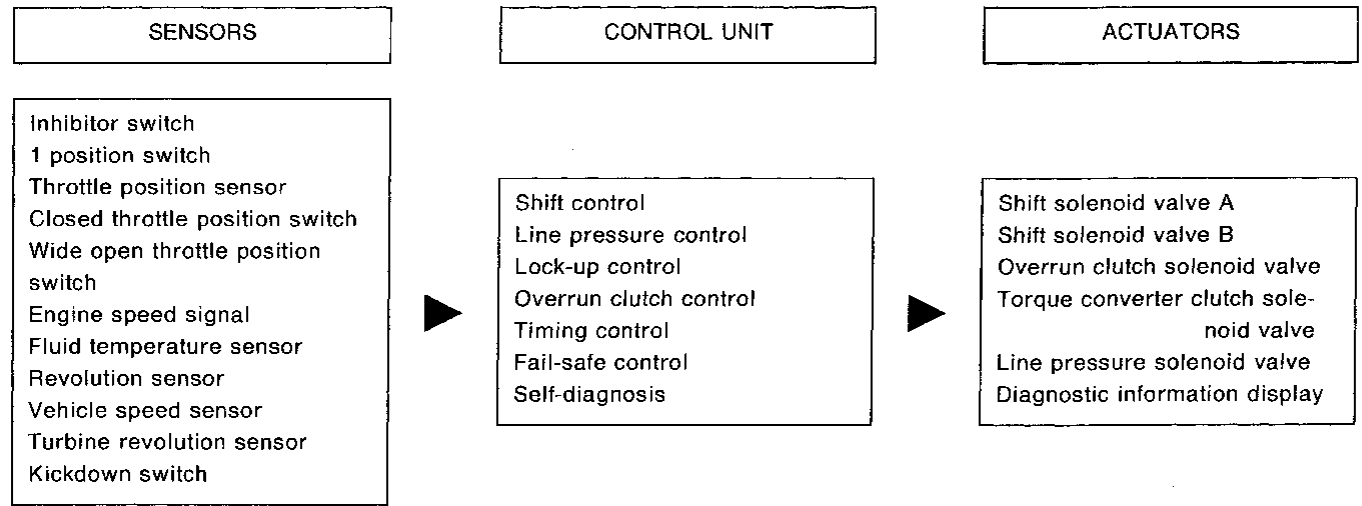 SENSORS
CONTROL UNIT
ACTUATORS
Inhibitor switch
1 position switch
Throttle position sensor
Closed throttle position switch
Wide open throttle position
switch
Engine speed signal
Fluid temperature sensor
Revolution sensor
Vehicle speed sensor
Turbine revolution sensor
Kickdown switch
Shift control
Line pressure control
Lock-up control
Overrun clutch control
Timing control
Fail-safe control
Self-diagnosis
Shift solenoid valve A
Shift solenoid valve B
Overrun clutch solenoid valve
Torque converter clutch sole-
noid valve
Line pressure solenoid valve
Diagnostic information display